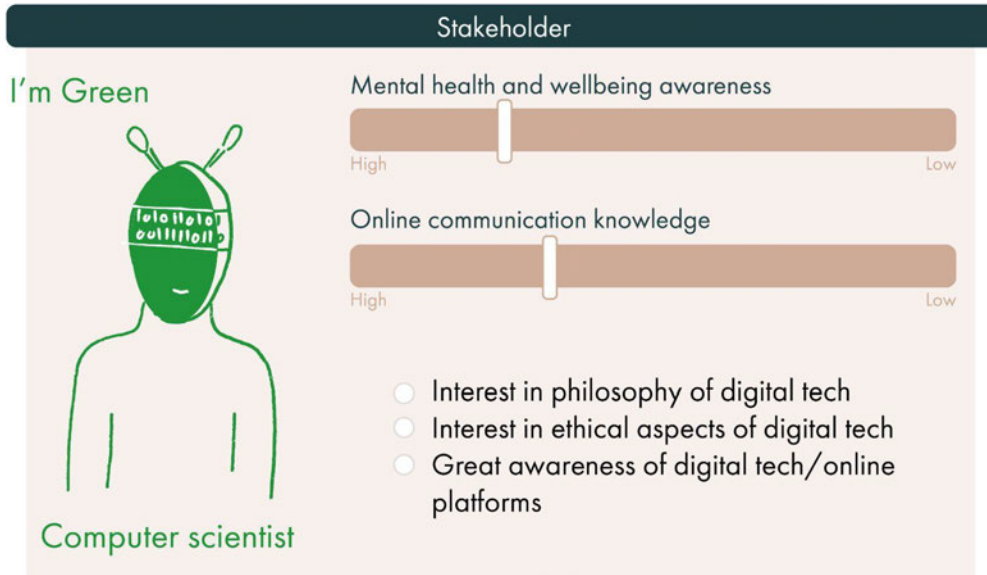 Stakeholder
I'm Green
Mental health and wellbeing awareness
High
Low
Online communication knowledge
High
Low
Interest in philosophy of digital tech
Interest in ethical aspects of digital tech
Great awareness of digital tech/online
platforms
Computer scientist